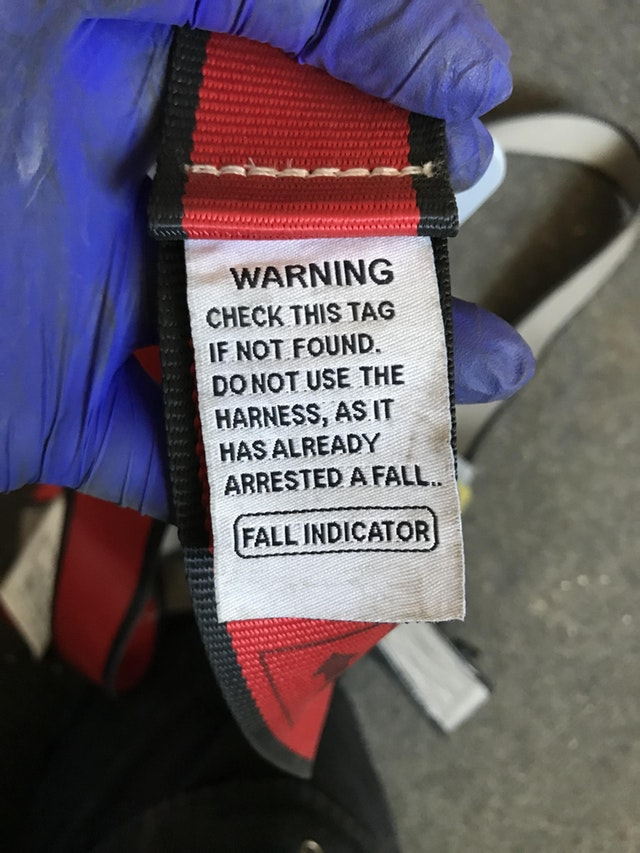 WARNING
CHECK THIS TAG
IF NOT FOUND.
DO NOT USE THE
HARNESS, AS IT
HAS ALREADY
ARRESTED A FALL..
FALL INDICATOR